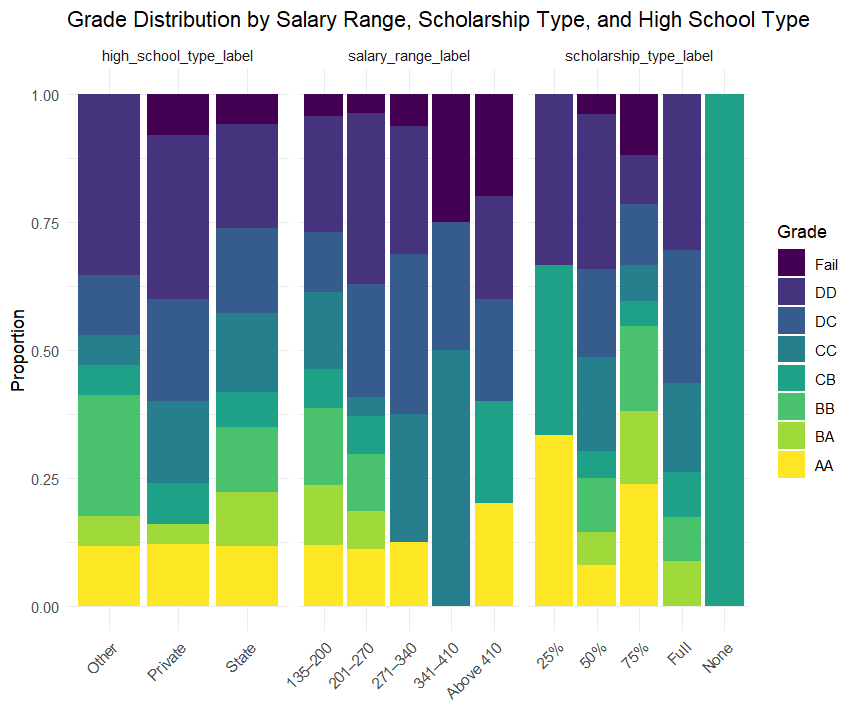 Grade Distribution by Salary Range, Scholarship Type, and High School Type
high_school_type_label
salary_range_label
scholarship_type_label
Proportion
1.00
0.75
0.50
0.25
0.00
Other
Private
State
135–200
201–270
271–340
341–410
Above 410
25%
50%
75%
Full
None
Grade
Fail
DD
DC
CC
CB
BB
BA
AA